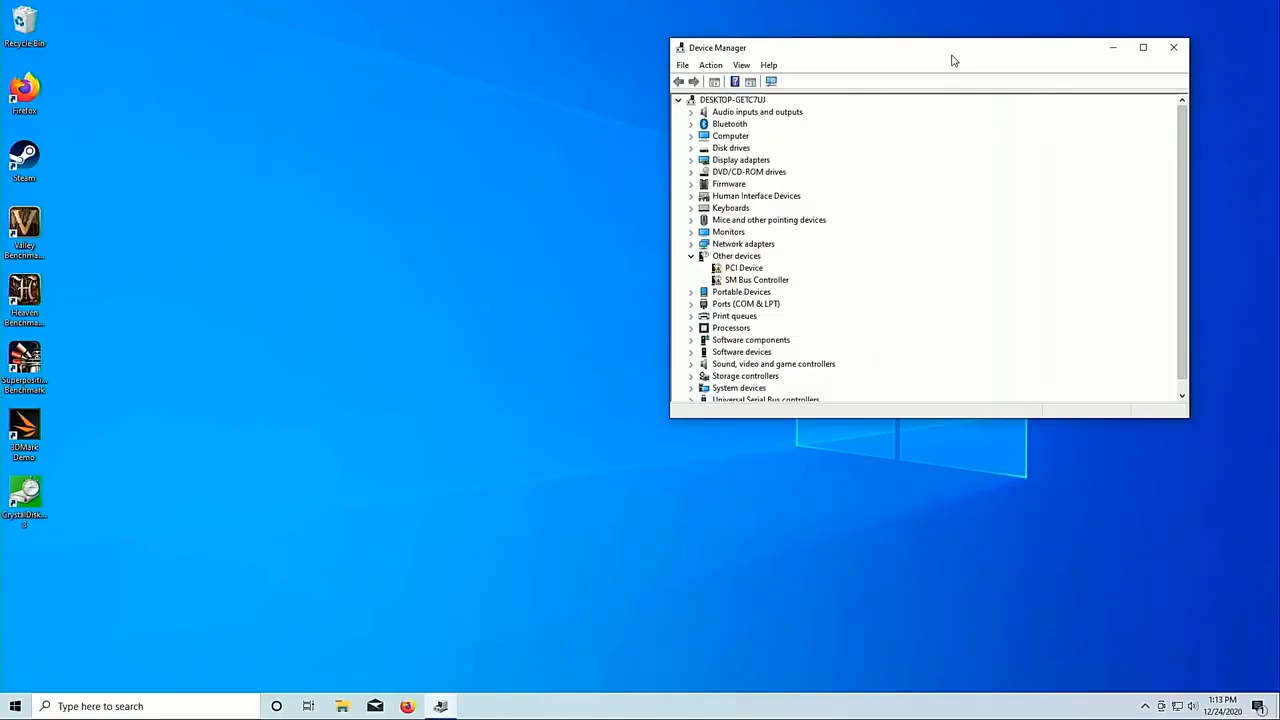 Recycle Bin
Firefox
Steam
Valley
Benchma...
Heaven
Benchma...
Superpositi...
Benchmark
3DMark
Demo
CrystalDisk...
8
Device Manager
File Action View Help
DESKTOP-GETC7UJ
Audio inputs and outputs
Bluetooth
Computer
Disk drives
Display adapters
DVD/CD-ROM drives
Firmware
Human Interface Devices
Keyboards
Mice and other pointing devices
Monitors
Network adapters
Other devices
PCI Device
SM Bus Controller
Portable Devices
Ports (COM & LPT)
Print queues
Processors
Software components
Software devices
Sound, video and game controllers
Storage controllers
System devices
Universal Serial Bus controllers
Type here to search
1:13 PM
12/24/2020
1